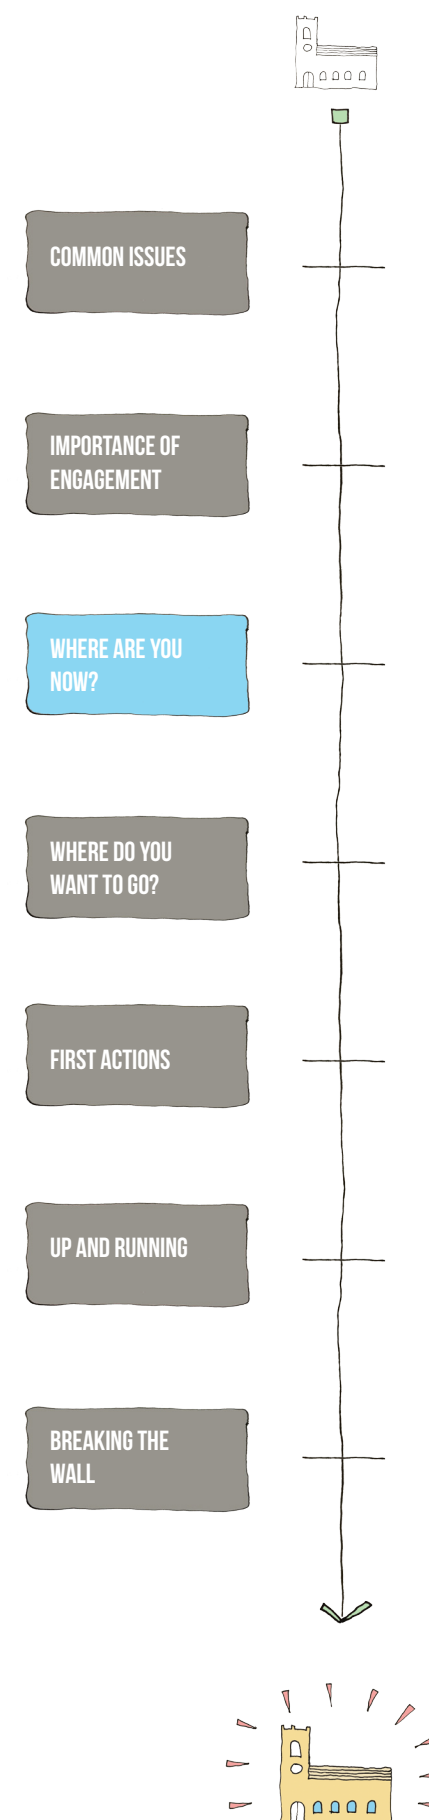 COMMON ISSUES
IMPORTANCE OF
ENGAGEMENT
WHERE ARE YOU
NOW?
WHERE DO YOU
WANT TO GO?
FIRST ACTIONS
UP AND RUNNING
BREAKING THE
WALL